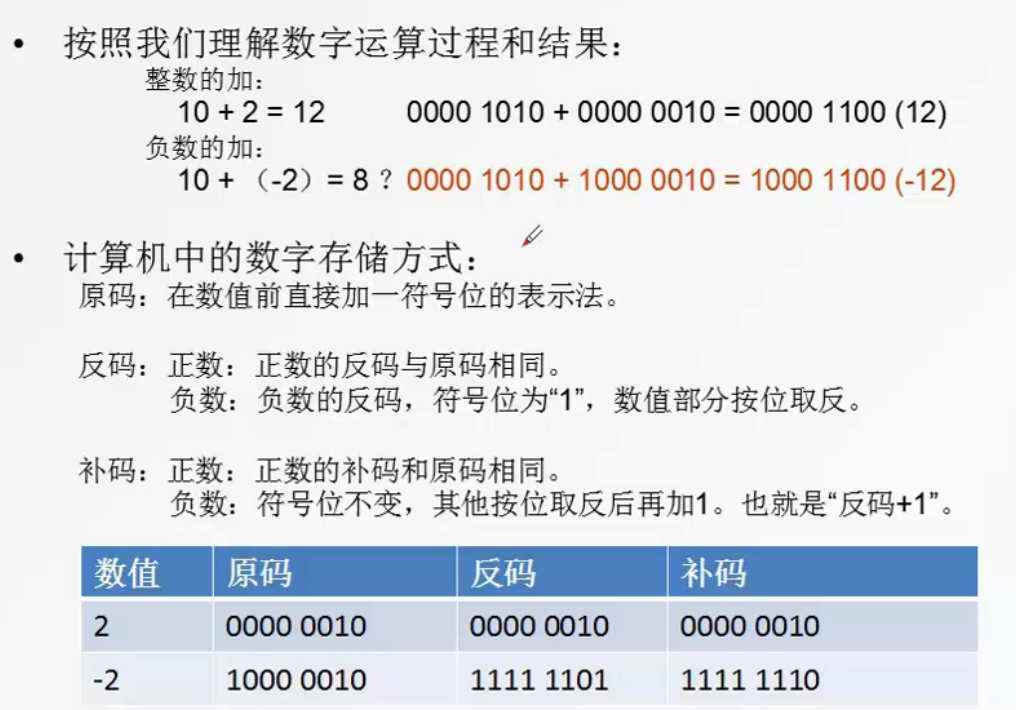 • 按照我们理解数字运算过程和结果：
整数的加：
10 + 2 = 12 0000 1010 + 0000 0010 = 0000 1100 (12)
负数的加：
10 + （-2）= 8 ？0000 1010 + 1000 0010 = 1000 1100 (-12)
• 计算机中的数字存储方式：
原码：在数值前直接加一符号位的表示法。
反码：正数：正数的反码与原码相同。
负数：负数的反码，符号位为“1”，数值部分按位取反。
补码：正数：正数的补码和原码相同。
负数：符号位不变，其他按位取反后再加1。也就是“反码+1”。
数值 原码 反码 补码
2 0000 0010 0000 0010 0000 0010
-2 1000 0010 1111 1101 1111 1110